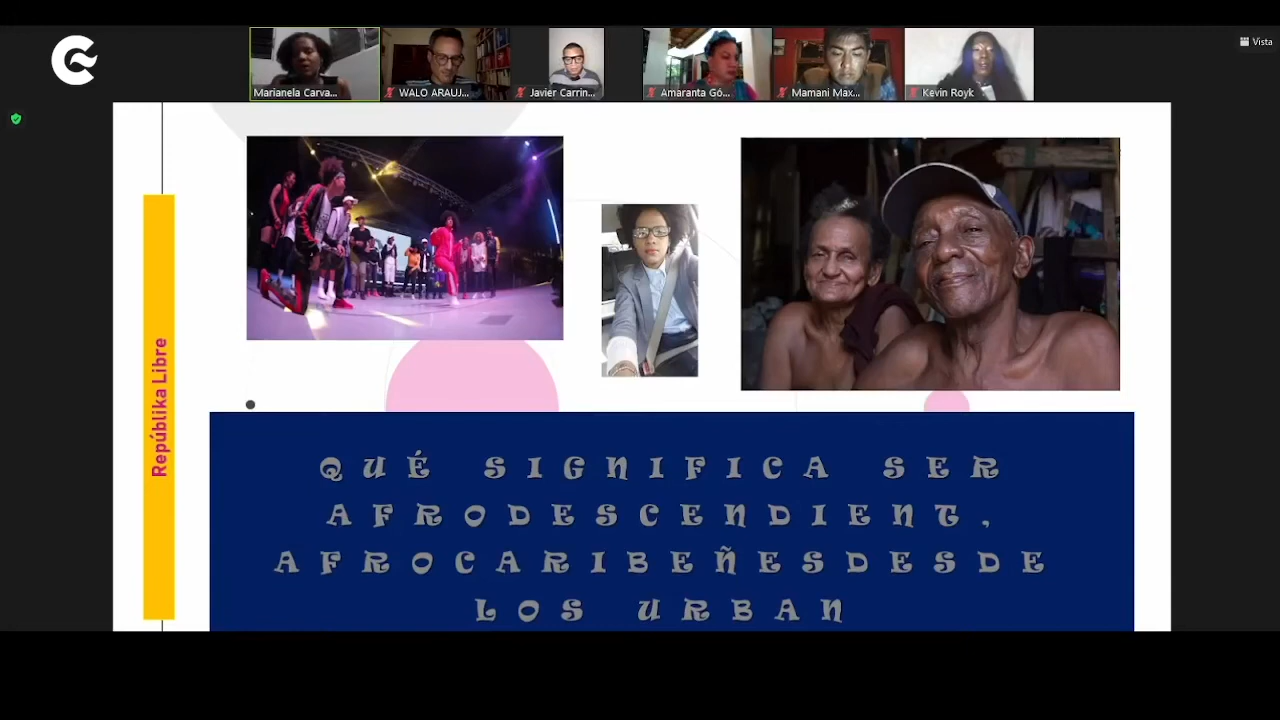 Vista
Marianela Carva...
WALO ARAUJ...
Javier Carrin...
Amaranta Gó...
Mamani Max...
Kevin Royk
Repúblika Libre
QUÉ SIGNIFICA SER
AFRODESCENDIENT,
AFROCARIBEÑESDESDE
LOS URBAN